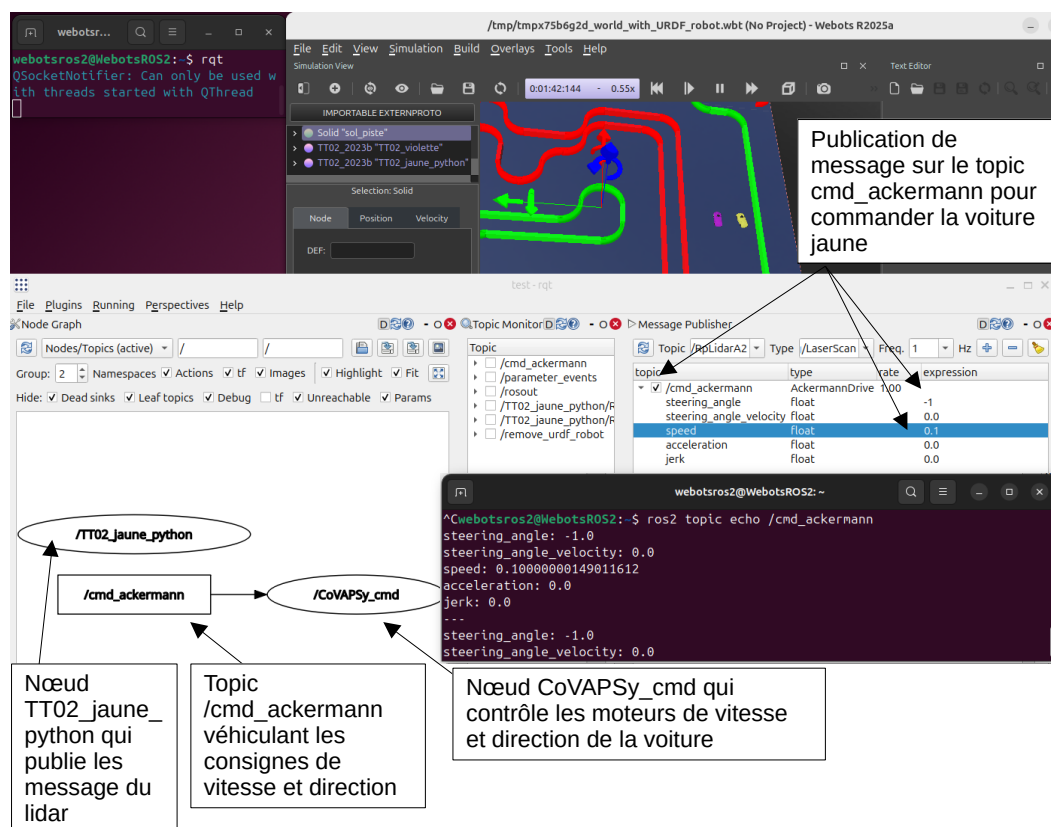 webotsr...
webotsros2@WebotsROS2:~$ rqt
QSocketNotifier: Can only be used w
ith threads started with QThread
/tmp/tmpx75b6g2d_world_with_URDF_robot.wbt (No Project) - Webots R2025a
File Edit View Simulation Build Overlays Tools Help
Simulation View
Text Editor
0:01:42:144 - 0.55x
IMPORTABLE EXTERNPROTO
Solid "sol_piste"
TT02_2023b "TT02_violette"
TT02_2023b "TT02_jaune_python"
Selection: Solid
Node Position Velocity
DEF:
Publication de
message sur le topic
cmd_ackermann pour
commander la voiture
jaune
test - rqt
File Plugins Running Perspectives Help
Node Graph
Nodes/Topics (active) / /
Group: 2 Namespaces Actions tf Images Highlight Fit
Hide: Dead sinks Leaf topics Debug tf Unreachable Params
Topic Monitor
Topic
/cmd_ackermann
/parameter_events
/rosout
/TT02_jaune_python/R
/TT02_jaune_python/R
/remove_urdf_robot
Message Publisher
Topic /RpLidarA2 Type /LaserScan Freq. 1 Hz
topic type rate expression
/cmd_ackermann AckermannDrive 1.00
steering_angle float -1
steering_angle_velocity float 0.0
speed float 0.1
acceleration float 0.0
jerk float 0.0
/TT02_jaune_python
/cmd_ackermann
/CoVAPSy_cmd
webotsros2@WebotsROS2: ~
^Cwebotsros2@WebotsROS2:~$ ros2 topic echo /cmd_ackermann
steering_angle: -1.0
steering_angle_velocity: 0.0
speed: 0.10000000149011612
acceleration: 0.0
jerk: 0.0
---
steering_angle: -1.0
steering_angle_velocity: 0.0
Nœud
TT02_jaune_
python qui
publie les
message du
lidar
Topic
/cmd_ackermann
véhiculant les
consignes de
vitesse et direction
Nœud CoVAPSy_cmd qui
contrôle les moteurs de vitesse
et direction de la voiture